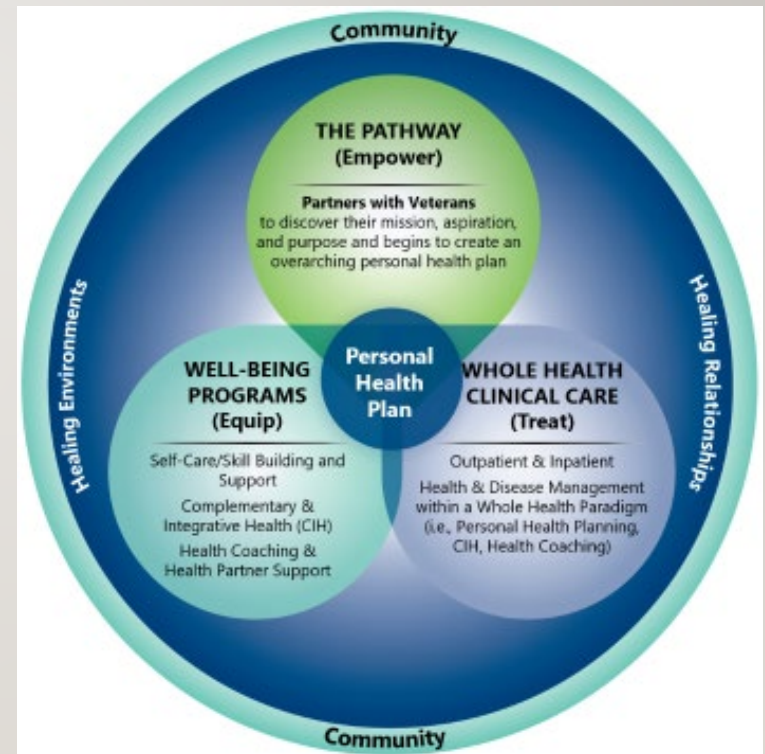 Community
THE PATHWAY
(Empower)
Partners with Veterans
to discover their mission, aspiration,
and purpose and begins to create an
overarching personal health plan
Healing Environments
Healing Relationships
Personal
Health
Plan
WELL-BEING
PROGRAMS
(Equip)
Self-Care/Skill Building and
Support
Complementary &
Integrative Health (CIH)
Health Coaching &
Health Partner Support
WHOLE HEALTH
CLINICAL CARE
(Treat)
Outpatient & Inpatient
Health & Disease Management
within a Whole Health Paradigm
(i.e., Personal Health Planning,
CIH, Health Coaching)
Community